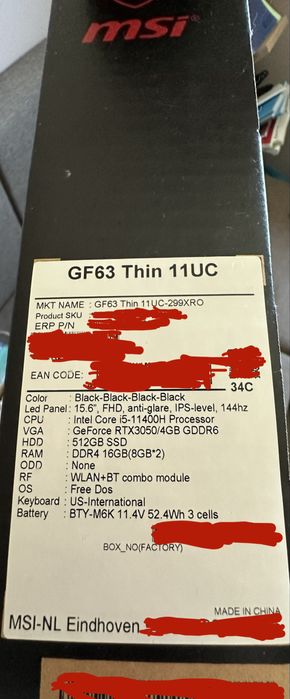 msi
GF63 Thin 11UC
MKT NAME : GF63 Thin 11UC-299XRO
Product SKU
ERP P/N
EAN CODE:
34C
Color : Black-Black-Black-Black
Led Panel : 15.6", FHD, anti-glare, IPS-level, 144hz
CPU : Intel Core i5-11400H Processor
VGA : GeForce RTX3050/4GB GDDR6
HDD : 512GB SSD
RAM : DDR4 16GB(8GB*2)
ODD : None
RF : WLAN+BT combo module
OS : Free Dos
Keyboard : US-International
Battery : BTY-M6K 11.4V 52.4Wh 3 cells
BOX_NO(FACTORY)
MADE IN CHINA
MSI-NL Eindhoven